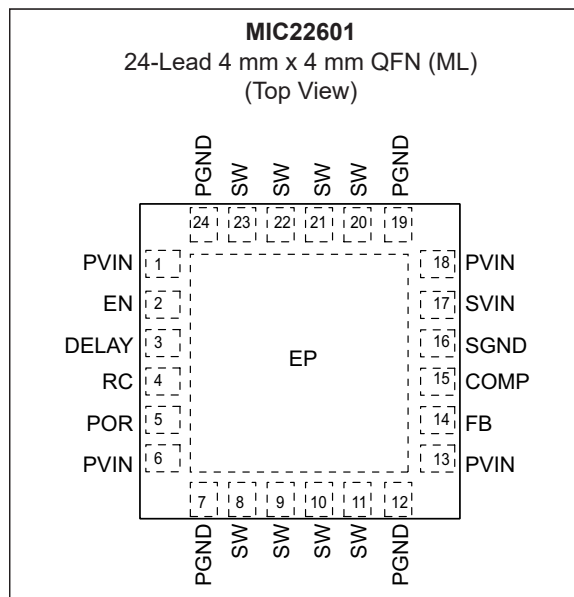 MIC22601
24-Lead 4 mm x 4 mm QFN (ML)
(Top View)
PGND SW SW SW SW PGND
24 23 22 21 20 19
PVIN 1 18 PVIN
EN 2 17 SVIN
DELAY 3 16 SGND
EP
RC 4 15 COMP
POR 5 14 FB
PVIN 6 13 PVIN
7 8 9 10 11 12
PGND SW SW SW SW PGND